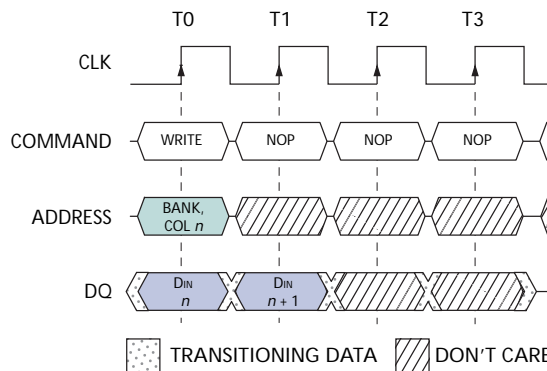 T0 T1 T2 T3
CLK
COMMAND WRITE NOP NOP NOP
ADDRESS BANK,
COL n
DQ DIN DIN
n n + 1
TRANSITIONING DATA DON'T CARE